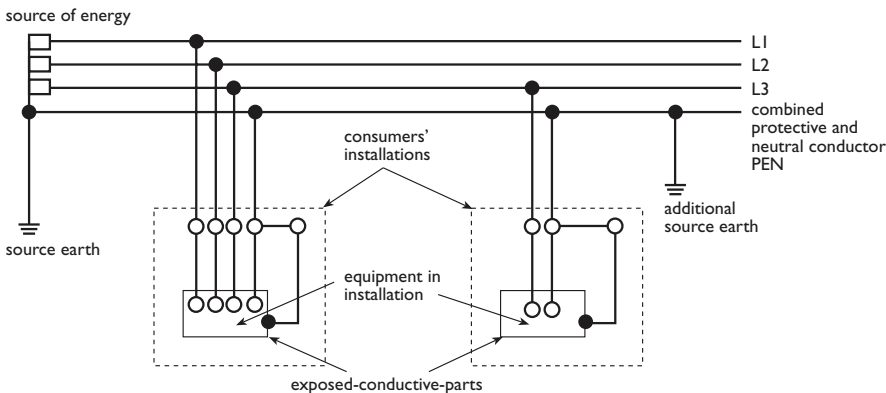 source of energy
L1
L2
L3
combined
protective and
neutral conductor
PEN
consumers'
installations
additional
source earth
source earth
equipment in
installation
exposed-conductive-parts